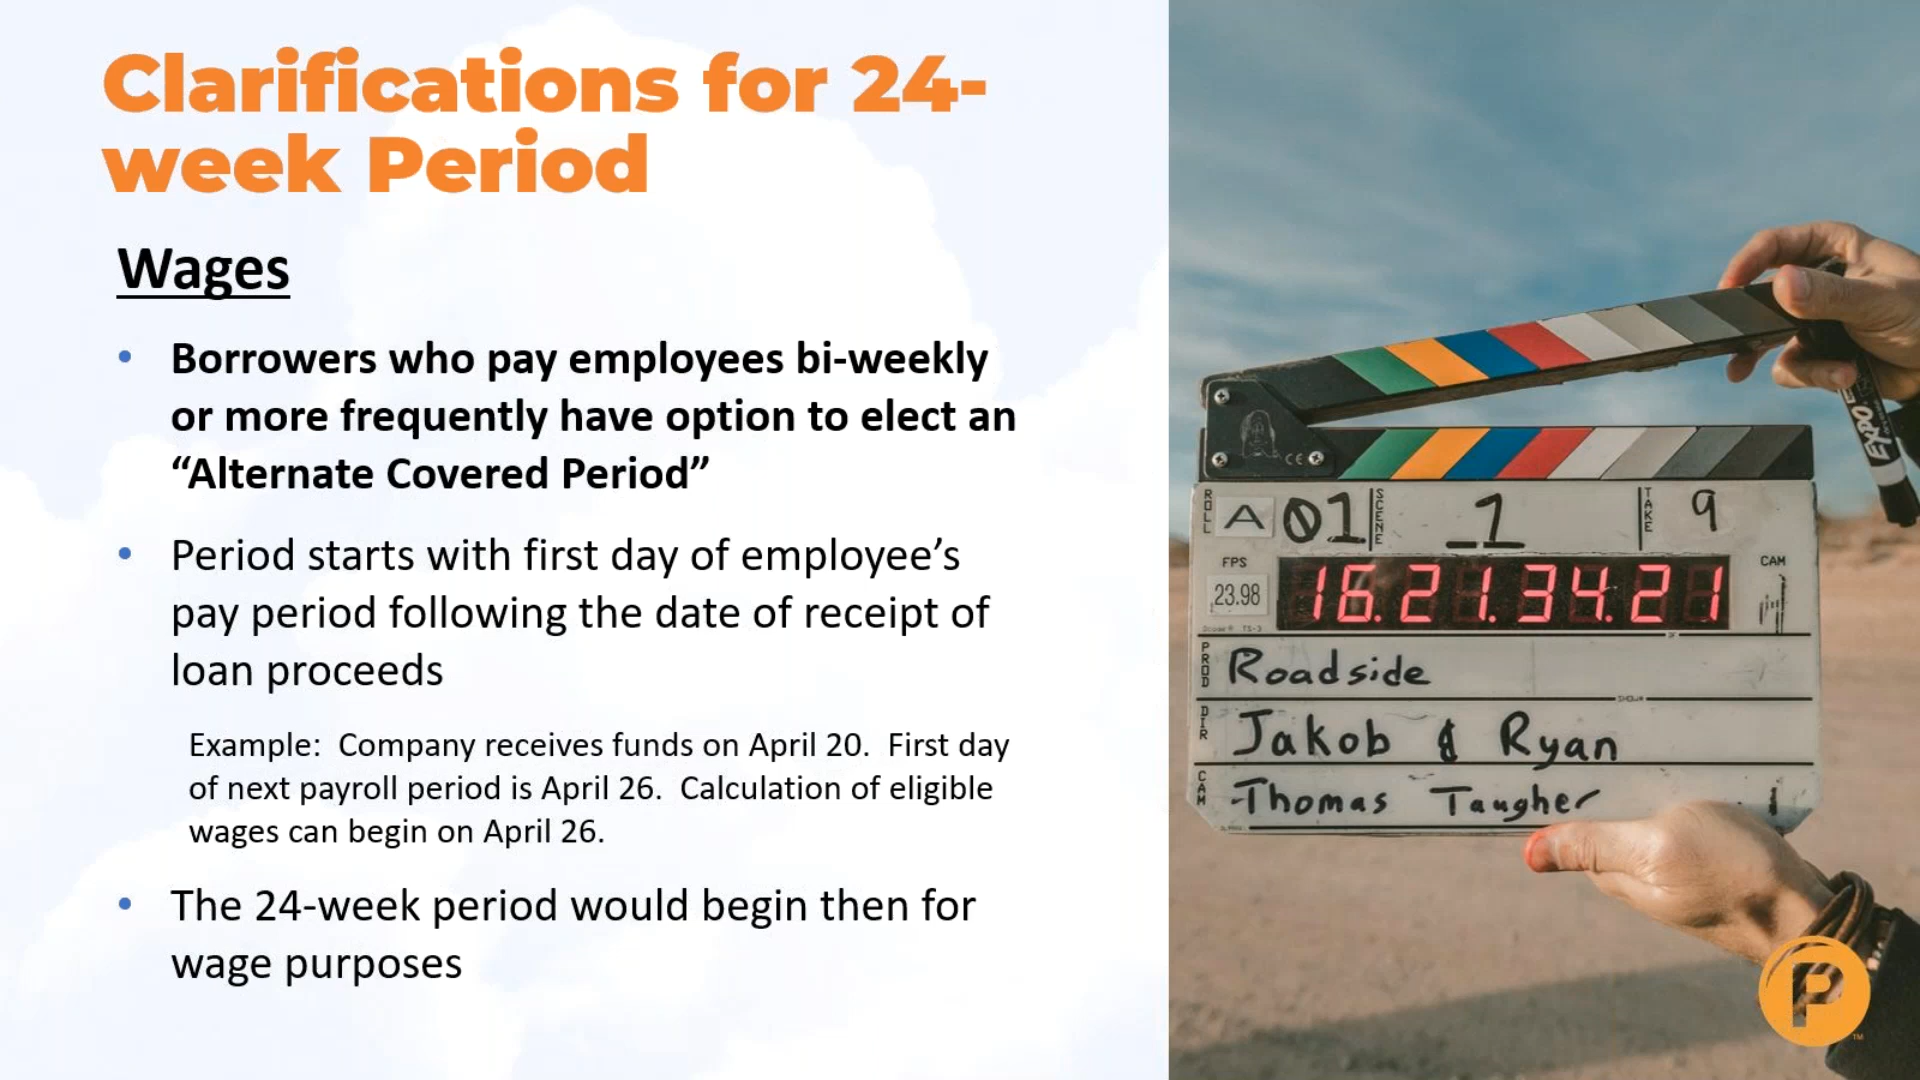 Clarifications for 24-
week Period
Wages
• Borrowers who pay employees bi-weekly
or more frequently have option to elect an
“Alternate Covered Period”
• Period starts with first day of employee’s
pay period following the date of receipt of
loan proceeds
Example: Company receives funds on April 20. First day
of next payroll period is April 26. Calculation of eligible
wages can begin on April 26.
• The 24-week period would begin then for
wage purposes
EXPO
CE
ROLL A 01 SCENE 1 TAKE 9
FPS CAM
23.98 16.21.34.21
PROD Roadside
DIR Jakob & Ryan
CAM Thomas Taugher
P
TM